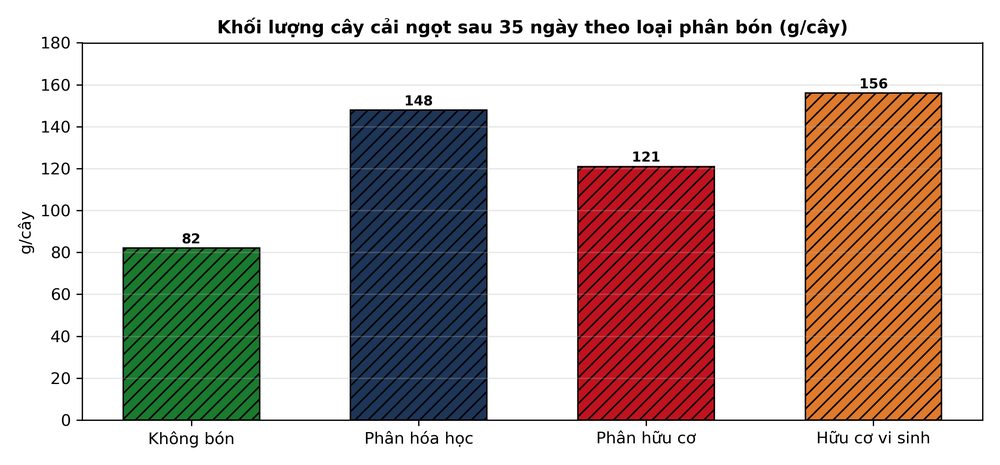 Khối lượng cây cải ngọt sau 35 ngày theo loại phân bón (g/cây)
g/cây
180
160
140
120
100
80
60
40
20
0
82
148
121
156
Không bón
Phân hóa học
Phân hữu cơ
Hữu cơ vi sinh